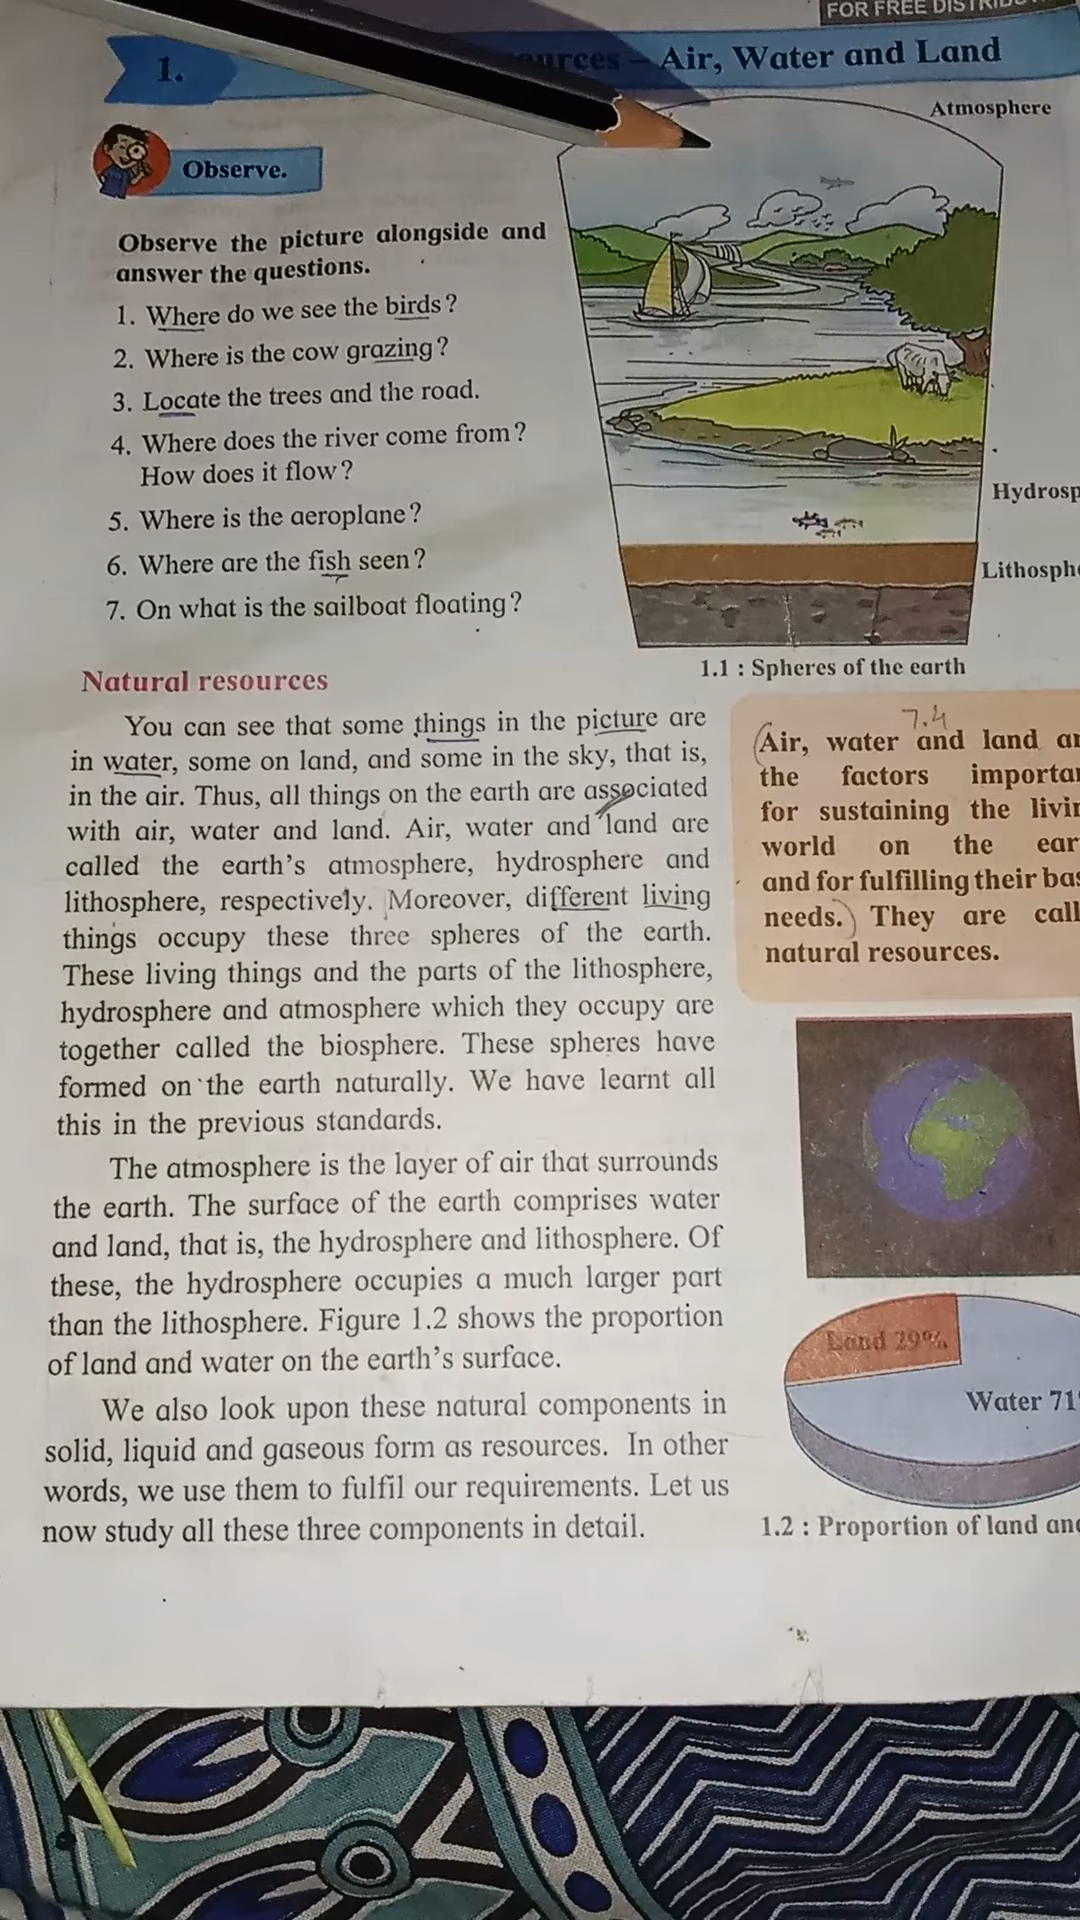 FOR FREE
1.
Air, Water and Land
Observe.
Observe the picture alongside and
answer the questions.
1. Where do we see the birds?
2. Where is the cow grazing?
3. Locate the trees and the road.
4. Where does the river come from?
How does it flow?
5. Where is the aeroplane?
6. Where are the fish seen?
7. On what is the sailboat floating?
Atmosphere
Hydrosp
Lithosph
1.1 : Spheres of the earth
Natural resources
You can see that some things in the picture are
in water, some on land, and some in the sky, that is,
in the air. Thus, all things on the earth are associated
with air, water and land. Air, water and land are
called the earth's atmosphere, hydrosphere and
lithosphere, respectively. Moreover, different living
things occupy these three spheres of the earth.
These living things and the parts of the lithosphere,
hydrosphere and atmosphere which they occupy are
together called the biosphere. These spheres have
formed on the earth naturally. We have learnt all
this in the previous standards.
The atmosphere is the layer of air that surrounds
the earth. The surface of the earth comprises water
and land, that is, the hydrosphere and lithosphere. Of
these, the hydrosphere occupies a much larger part
than the lithosphere. Figure 1.2 shows the proportion
of land and water on the earth's surface.
We also look upon these natural components in
solid, liquid and gaseous form as resources. In other
words, we use them to fulfil our requirements. Let us
now study all these three components in detail.
7.4
Air, water and land ar
the factors importa
for sustaining the livin
world on the ear
and for fulfilling their bas
needs. They are call
natural resources.
Land 29%
Water 71
1.2 : Proportion of land and